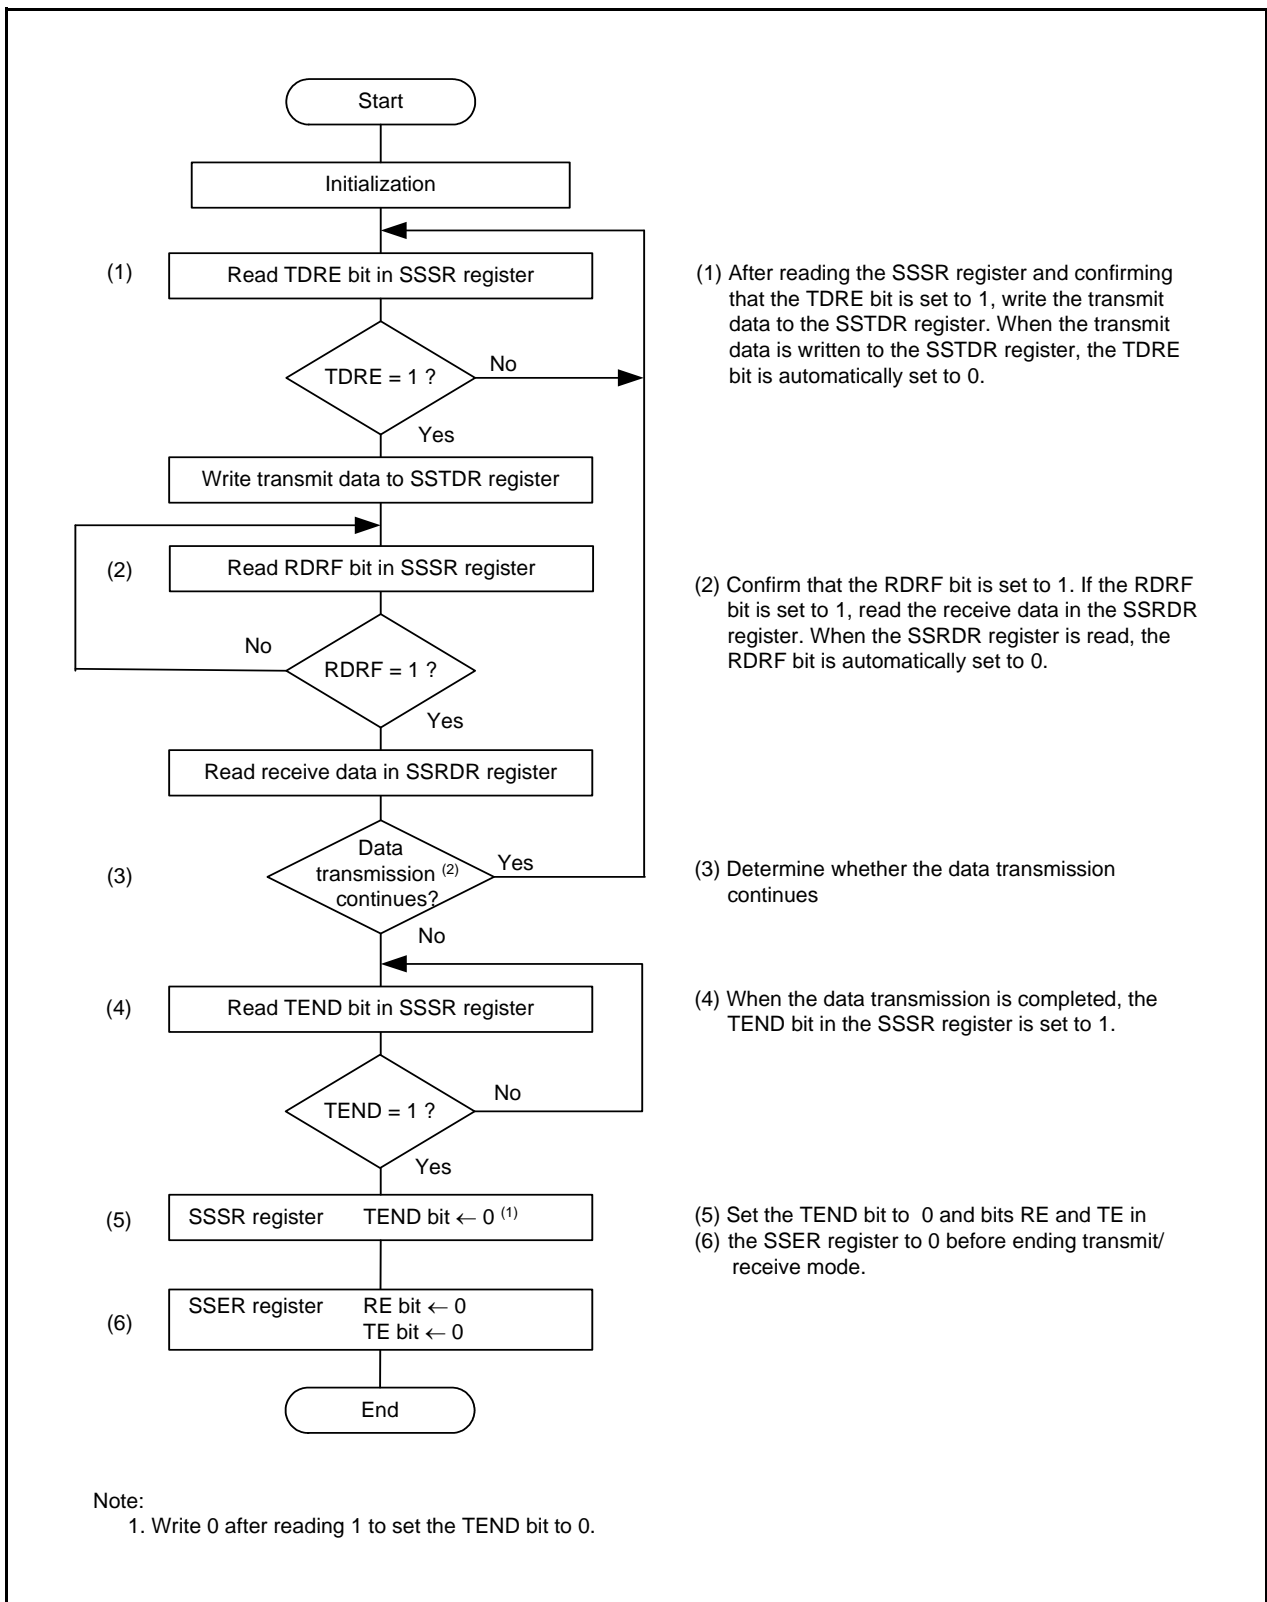 Start
Initialization
(1)
Read TDRE bit in SSSR register
TDRE = 1 ?
No
Yes
Write transmit data to SSTDR register
(2)
Read RDRF bit in SSSR register
No
RDRF = 1 ?
Yes
Read receive data in SSRDR register
(3)
Data
transmission (2)
continues?
Yes
No
(4)
Read TEND bit in SSSR register
TEND = 1 ?
No
Yes
(5)
SSSR register TEND bit ← 0 (1)
(6)
SSER register RE bit ← 0
TE bit ← 0
End
(1) After reading the SSSR register and confirming
that the TDRE bit is set to 1, write the transmit
data to the SSTDR register. When the transmit
data is written to the SSTDR register, the TDRE
bit is automatically set to 0.
(2) Confirm that the RDRF bit is set to 1. If the RDRF
bit is set to 1, read the receive data in the SSRDR
register. When the SSRDR register is read, the
RDRF bit is automatically set to 0.
(3) Determine whether the data transmission
continues
(4) When the data transmission is completed, the
TEND bit in the SSSR register is set to 1.
(5) Set the TEND bit to 0 and bits RE and TE in
(6) the SSER register to 0 before ending transmit/
receive mode.
Note:
1. Write 0 after reading 1 to set the TEND bit to 0.